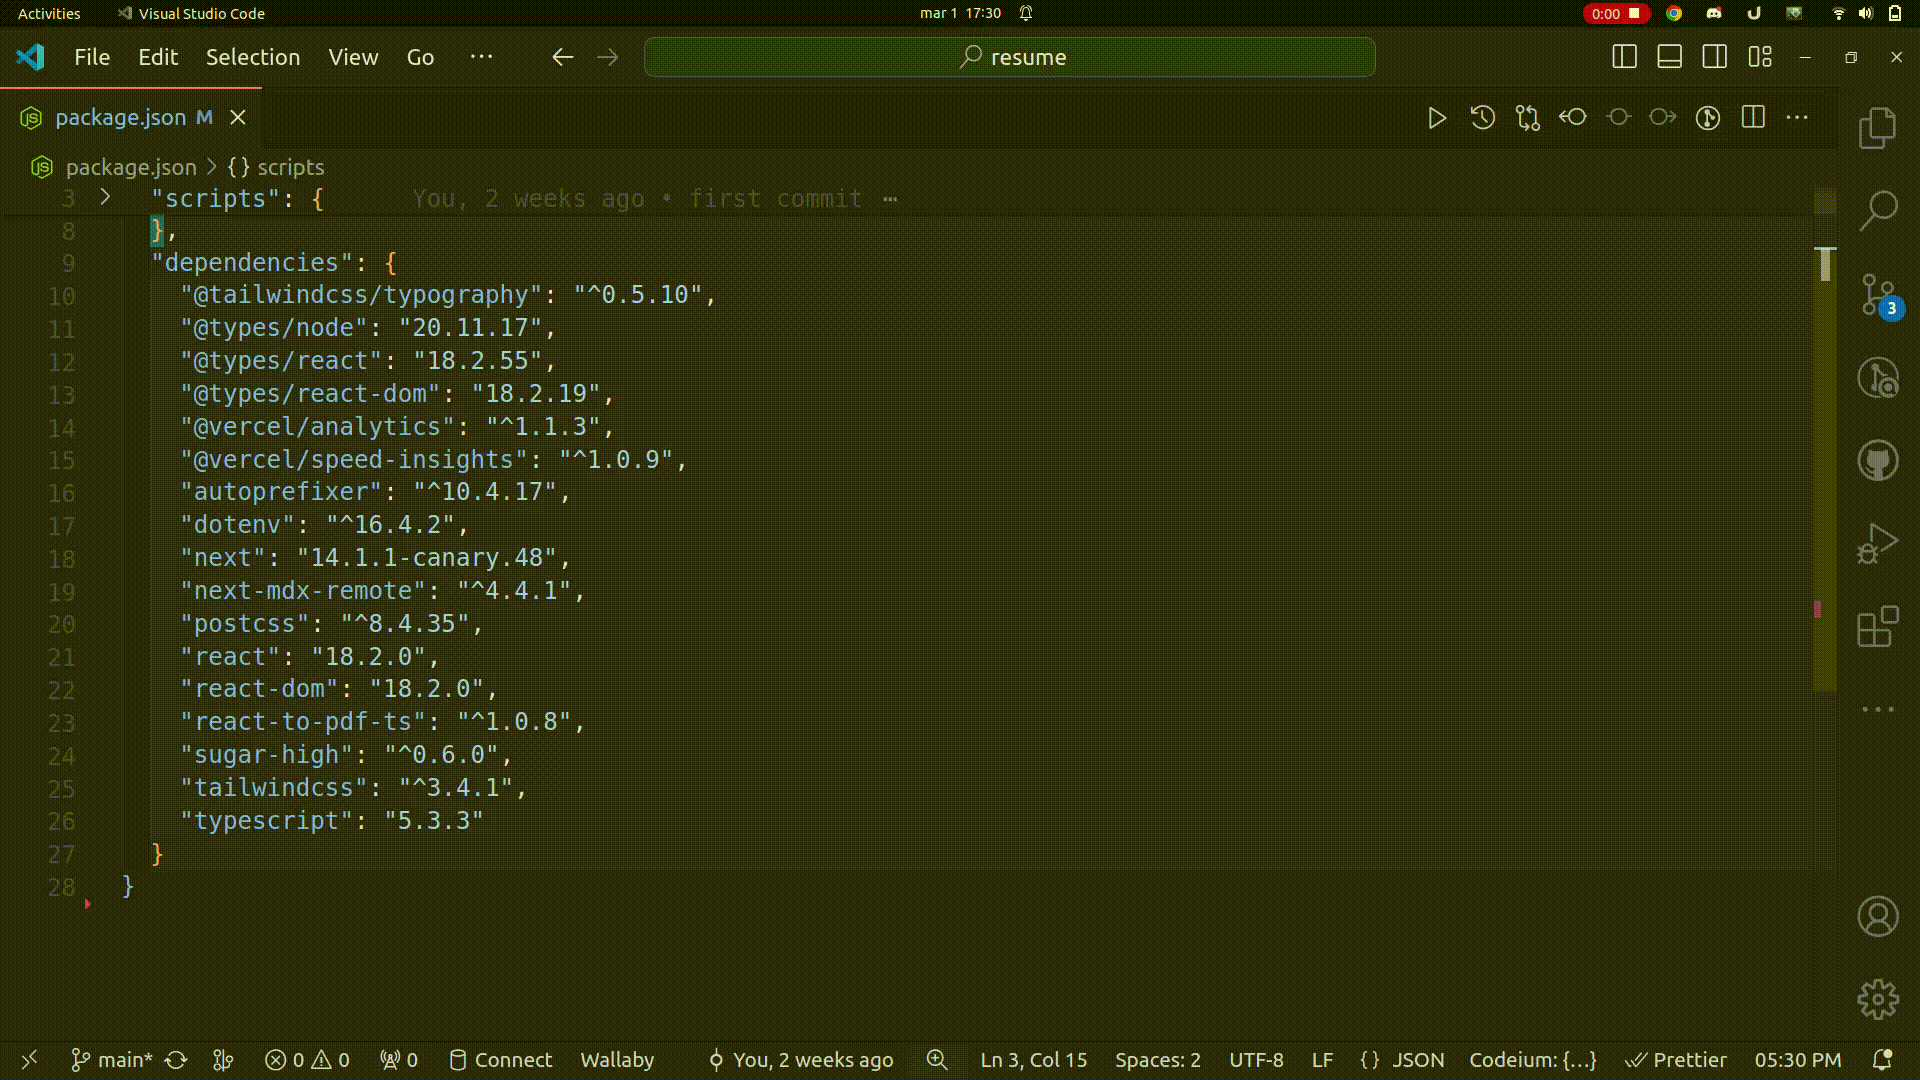 Activities Visual Studio Code mar 1 17:30 0:00
File Edit Selection View Go ··· resume
package.json M
package.json > {} scripts
3 "scripts": { You, 2 weeks ago • first commit ⋯
8 },
9 "dependencies": {
10 "@tailwindcss/typography": "^0.5.10",
11 "@types/node": "20.11.17",
12 "@types/react": "18.2.55",
13 "@types/react-dom": "18.2.19",
14 "@vercel/analytics": "^1.1.3",
15 "@vercel/speed-insights": "^1.0.9",
16 "autoprefixer": "^10.4.17",
17 "dotenv": "^16.4.2",
18 "next": "14.1.1-canary.48",
19 "next-mdx-remote": "^4.4.1",
20 "postcss": "^8.4.35",
21 "react": "18.2.0",
22 "react-dom": "18.2.0",
23 "react-to-pdf-ts": "^1.0.8",
24 "sugar-high": "^0.6.0",
25 "tailwindcss": "^3.4.1",
26 "typescript": "5.3.3"
27 }
28 }
3
main* 0 0 0 Connect Wallaby You, 2 weeks ago Ln 3, Col 15 Spaces: 2 UTF-8 LF {} JSON Codeium: {...} Prettier 05:30 PM